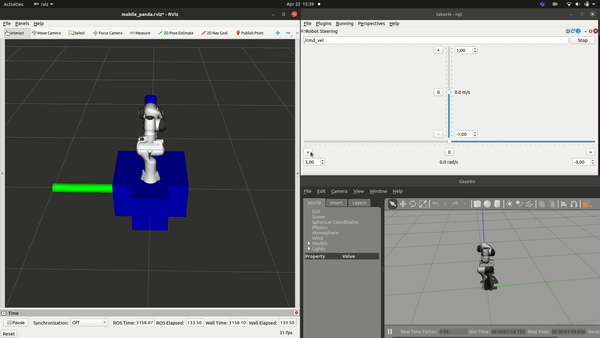 Activities
rviz
Apr 22 15:39
mobile_panda.rviz* - RViz
File Panels Help
Interact Move Camera Select Focus Camera Measure 2D Pose Estimate 2D Nav Goal Publish Point
Time
Pause Synchronization: Off ROS Time: 3158.07 ROS Elapsed: 133.50 Wall Time: 3158.10 Wall Elapsed: 133.50
Reset
31 fps
File Plugins Running Perspectives Help
Robot Steering
/cmd_vel
Stop
+ 1,00
0 0.0 m/s
- -1,00
< 0 >
3,00 0.0 rad/s -3,00
Gazebo
File Edit Camera View Window Help
World Insert Layers
GUI
Spherical Coordinates
Physics
Atmosphere
Wind
Models
Lights
Property Value
Real Time Factor: Sim Time: Real Time: